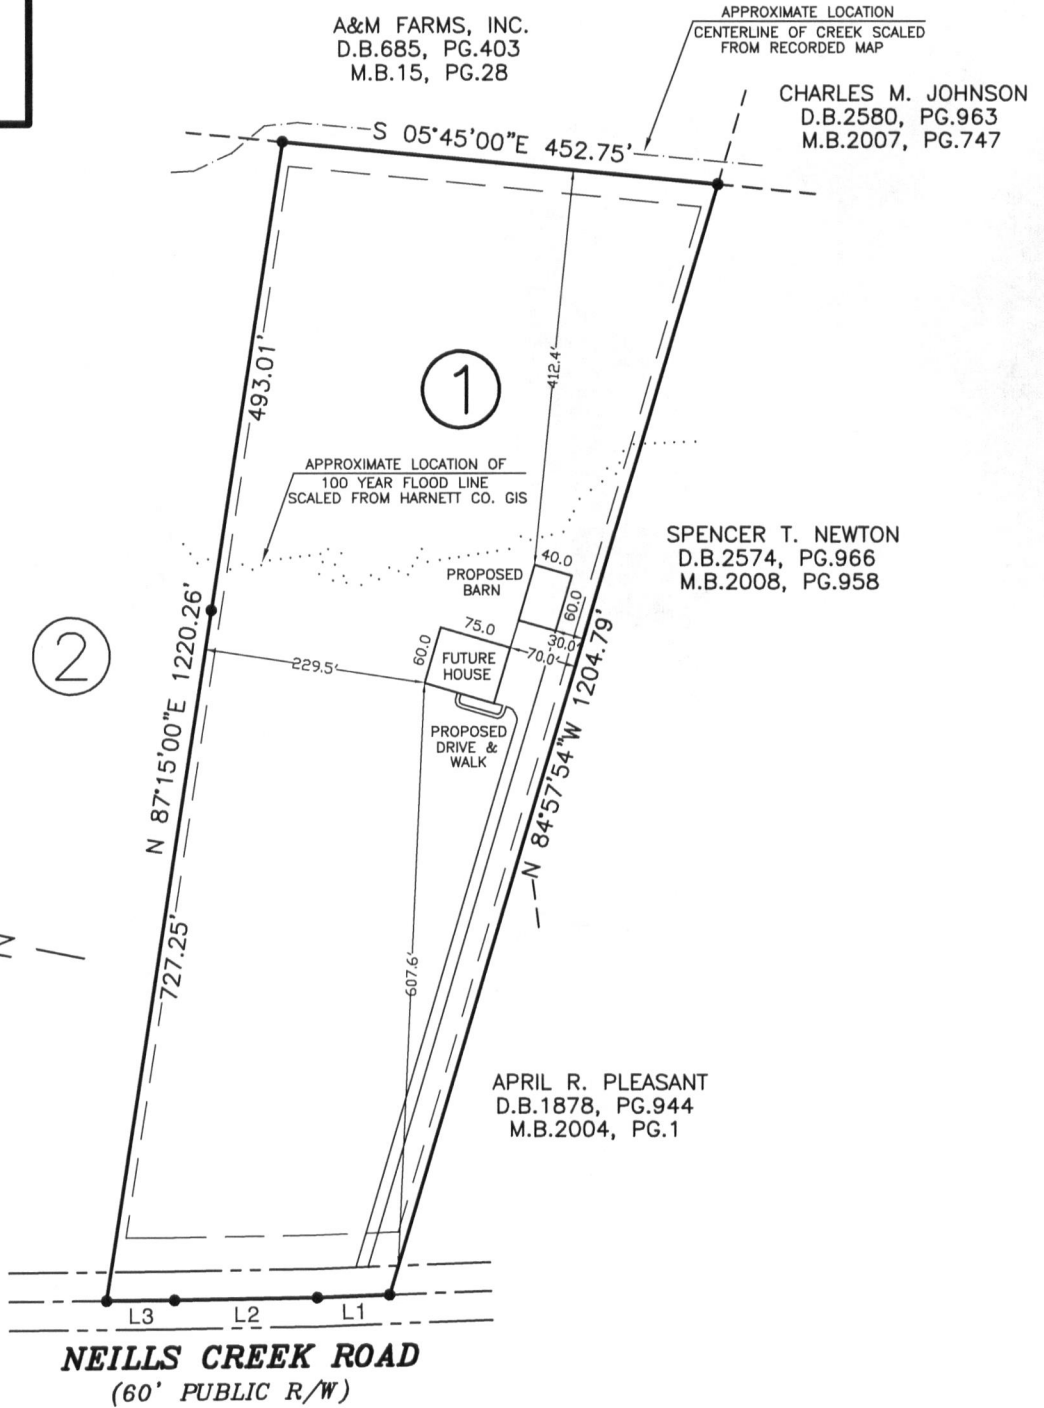 A&M FARMS, INC.
D.B.685, PG.403
M.B.15, PG.28
APPROXIMATE LOCATION
CENTERLINE OF CREEK SCALED
FROM RECORDED MAP
CHARLES M. JOHNSON
D.B.2580, PG.963
M.B.2007, PG.747
S 05°45'00"E 452.75'
493.01'
412.4'
1
APPROXIMATE LOCATION OF
100 YEAR FLOOD LINE
SCALED FROM HARNETT CO. GIS
SPENCER T. NEWTON
D.B.2574, PG.966
M.B.2008, PG.958
40.0
PROPOSED
BARN
60.0
30.0'
75.0
60.0
FUTURE
HOUSE
70.0'
229.5'
2
N 87°15'00"E 1220.26'
PROPOSED
DRIVE &
WALK
N 84°57'54"W 1204.79'
727.25'
607.6'
N
APRIL R. PLEASANT
D.B.1878, PG.944
M.B.2004, PG.1
L3
L2
L1
NEILLS CREEK ROAD
(60' PUBLIC R/W)